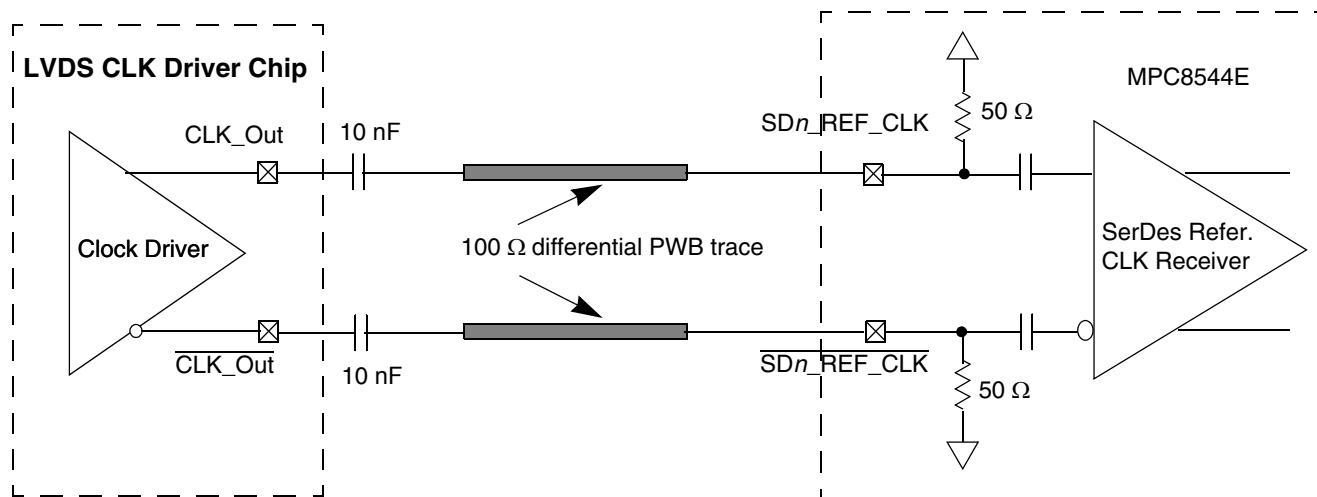 LVDS CLK Driver Chip
MPC8544E
CLK_Out
10 nF
SDn_REF_CLK
50 Ω
Clock Driver
100 Ω differential PWB trace
SerDes Refer.
CLK Receiver
CLK_Out
10 nF
SDn_REF_CLK
50 Ω